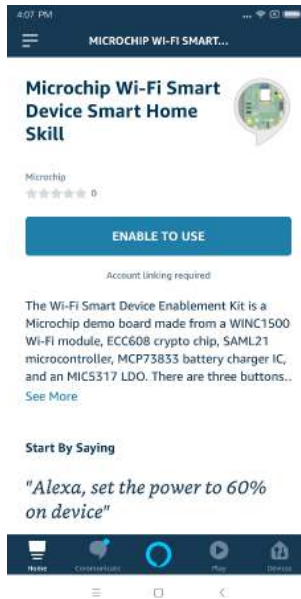 4:07 PM
MICROCHIP WI-FI SMART...
Microchip Wi-Fi Smart
Device Smart Home
Skill
Microchip
0
ENABLE TO USE
Account linking required
The Wi-Fi Smart Device Enablement Kit is a
Microchip demo board made from a WINC1500
Wi-Fi module, ECC608 crypto chip, SAML21
microcontroller, MCP73833 battery charger IC,
and an MIC5317 LDO. There are three buttons..
See More
Start By Saying
"Alexa, set the power to 60%
on device"
Home
Communicate
Play
Devices